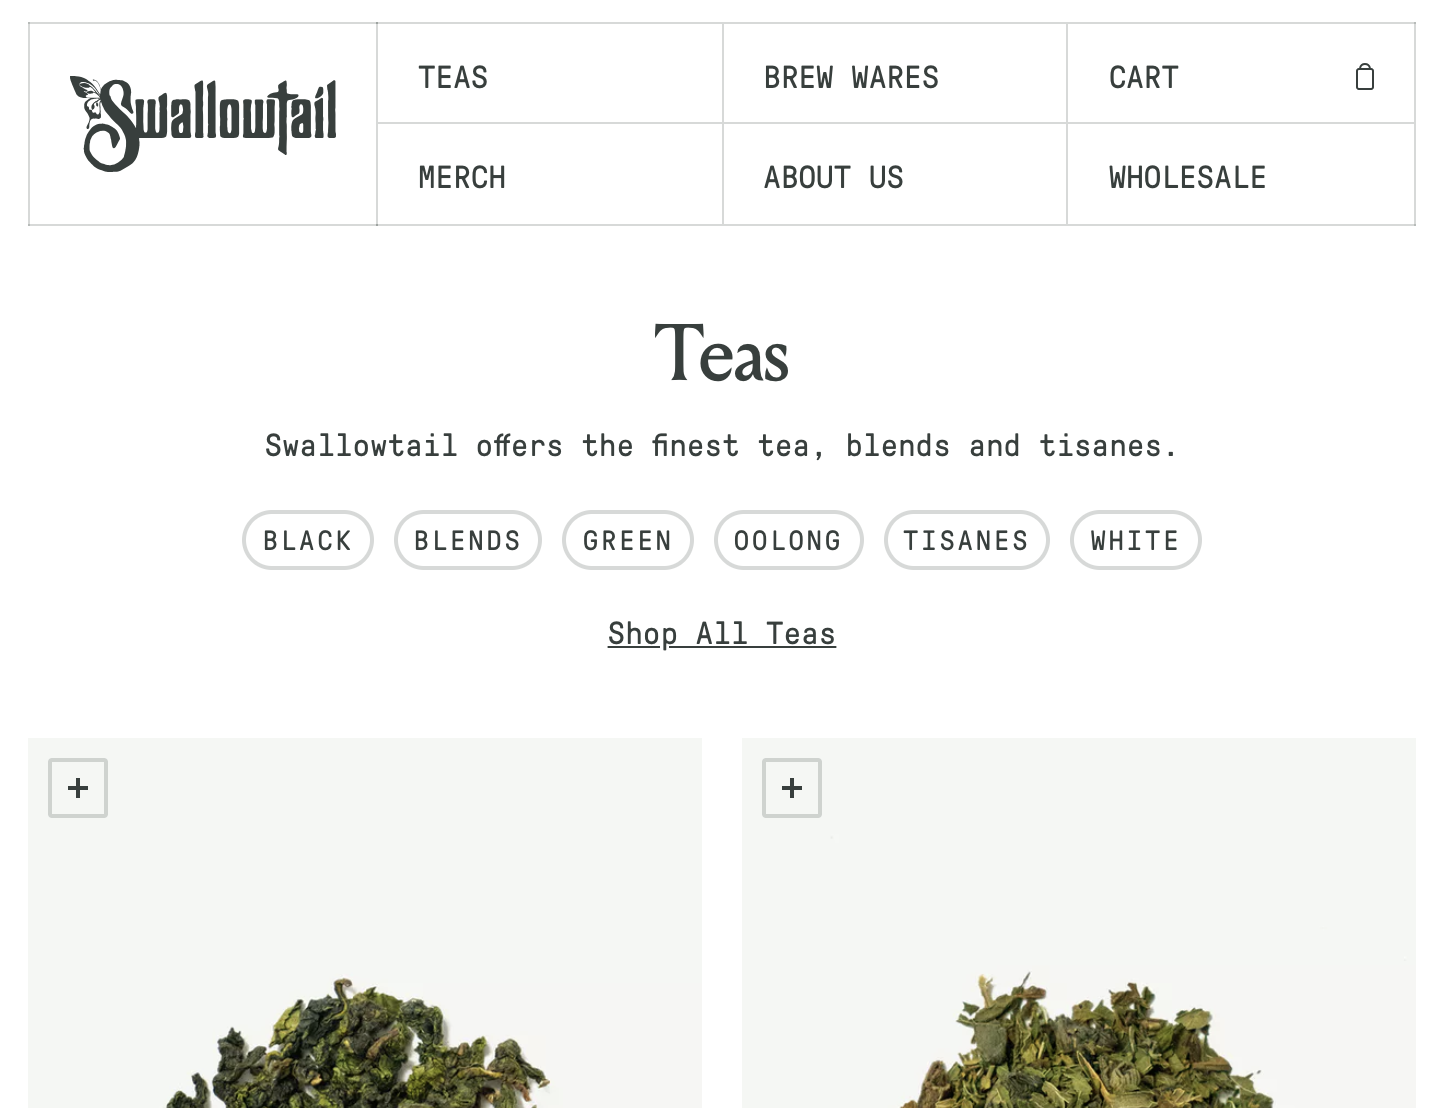 Swallowtail
TEAS
BREW WARES
CART
MERCH
ABOUT US
WHOLESALE
Teas
Swallowtail offers the finest tea, blends and tisanes.
BLACK
BLENDS
GREEN
OOLONG
TISANES
WHITE
Shop All Teas
+
+